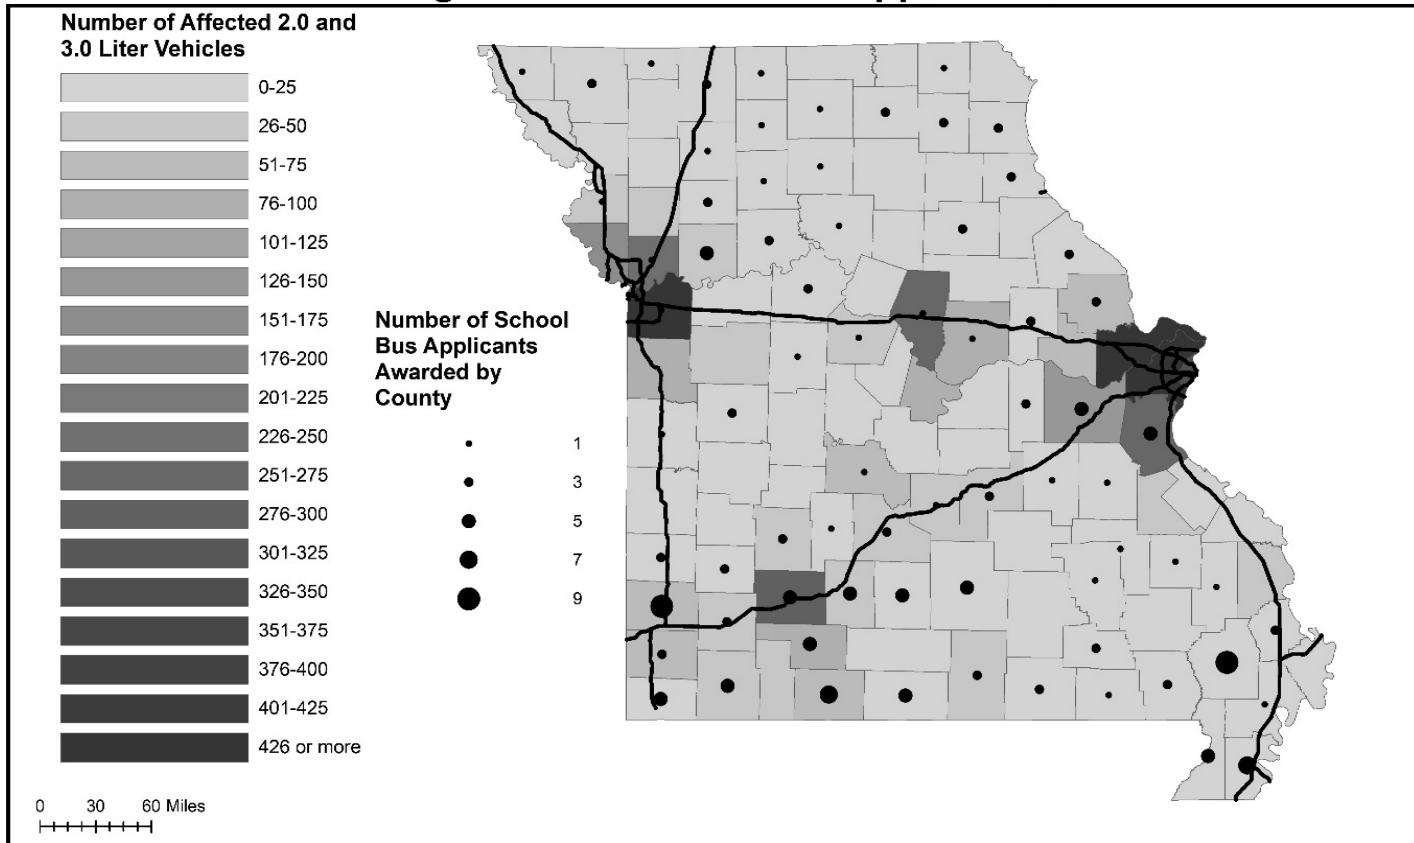 Number of Affected 2.0 and
3.0 Liter Vehicles
0-25
26-50
51-75
76-100
101-125
126-150
151-175
176-200
201-225
226-250
251-275
276-300
301-325
326-350
351-375
376-400
401-425
426 or more
Number of School
Bus Applicants
Awarded by
County
1
3
5
7
9
0 30 60 Miles